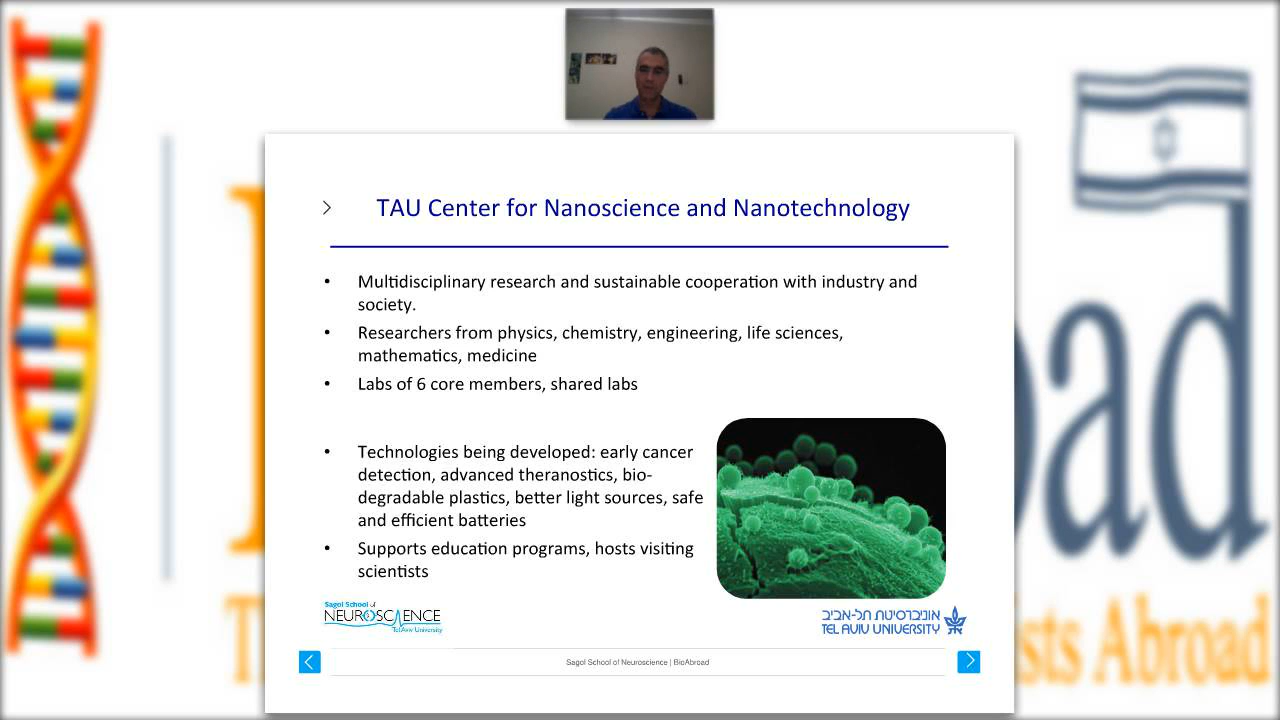 TAU Center for Nanoscience and Nanotechnology
• Multidisciplinary research and sustainable cooperation with industry and
society.
• Researchers from physics, chemistry, engineering, life sciences,
mathematics, medicine
• Labs of 6 core members, shared labs
• Technologies being developed: early cancer
detection, advanced theranostics, bio-
degradable plastics, better light sources, safe
and efficient batteries
• Supports education programs, hosts visiting
scientists
Sagol School of
NEUROSCIENCE
Tel Aviv University
אוניברסיטת תל-אביב
TEL AVIV UNIVERSITY
Sagol School of Neuroscience | BioAbroad
ad
ists Abroad